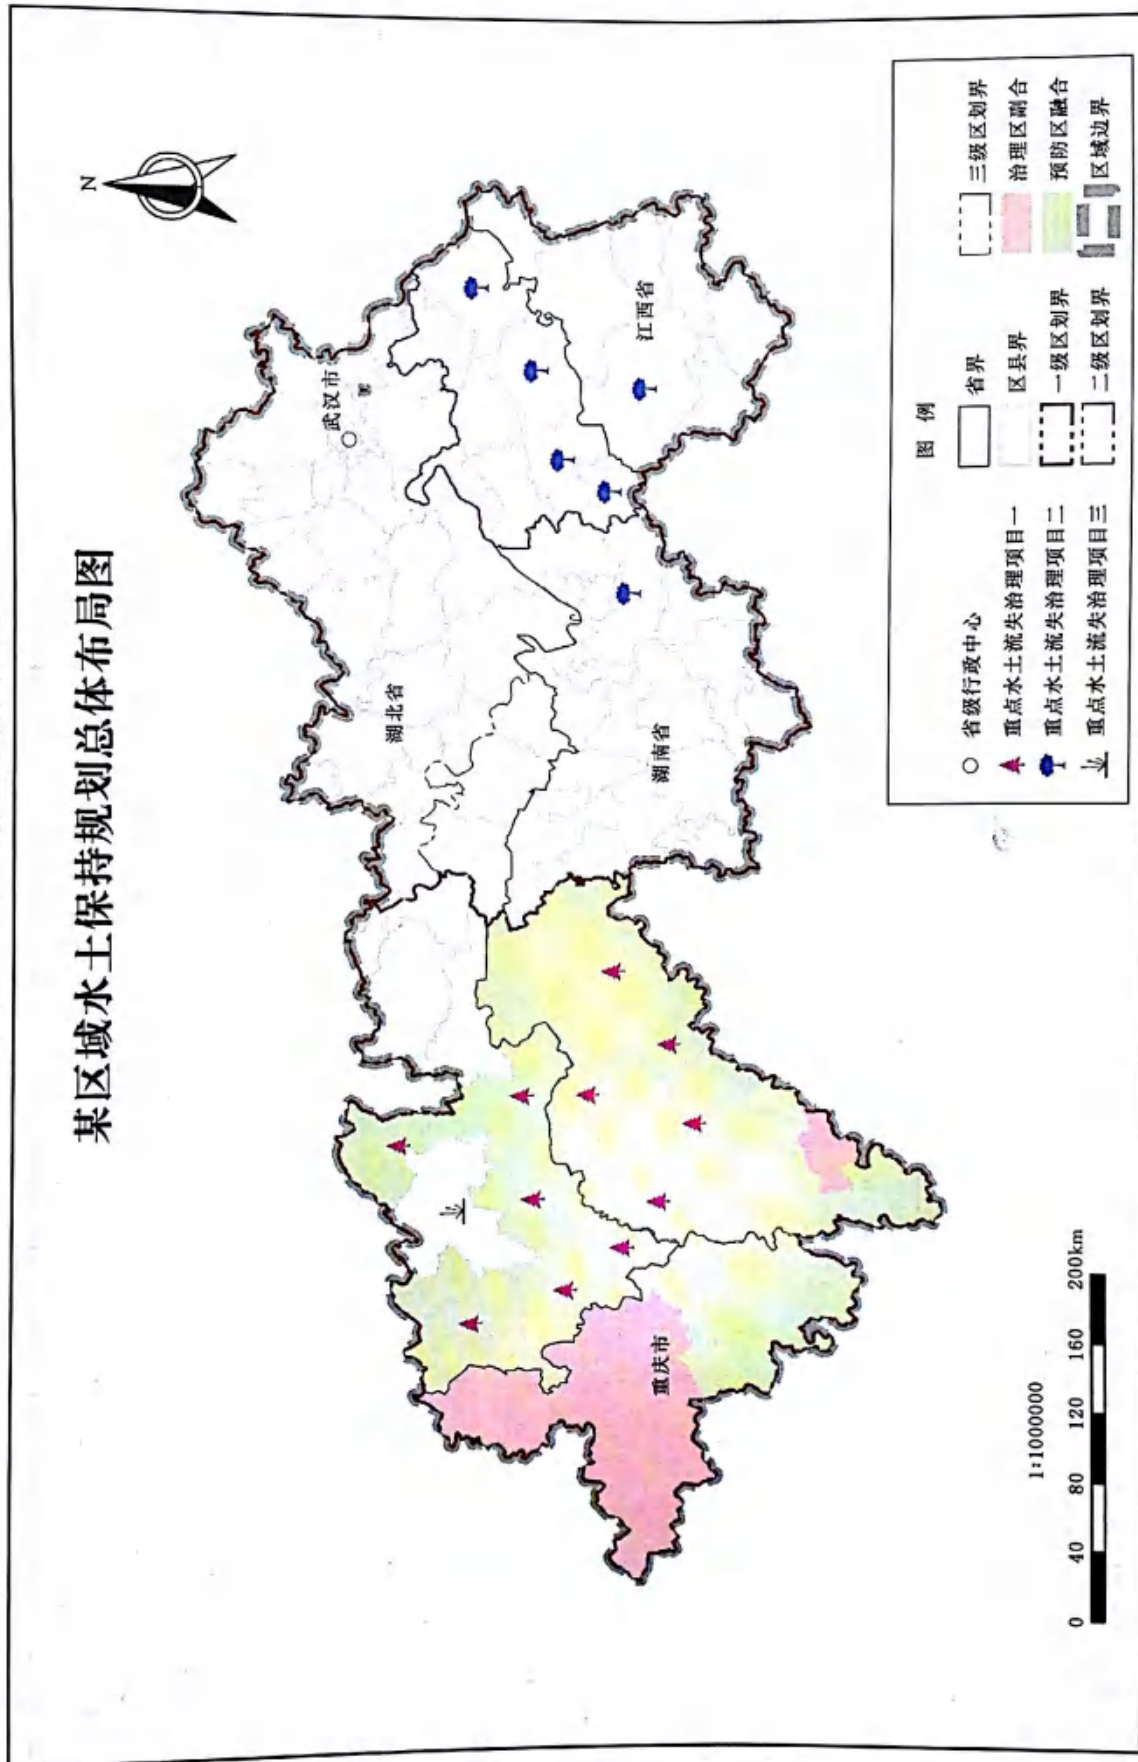 某区域水土保持规划总体布局图
N
武汉市
湖北省
江西省
湖南省
重庆市
图 例
省级行政中心
重点水土流失治理项目一
重点水土流失治理项目二
重点水土流失治理项目三
省界
区县界
一级区划界
二级区划界
三级区划界
治理区副合
预防区融合
区域边界
1:1000000
0 40 80 120 160 200km